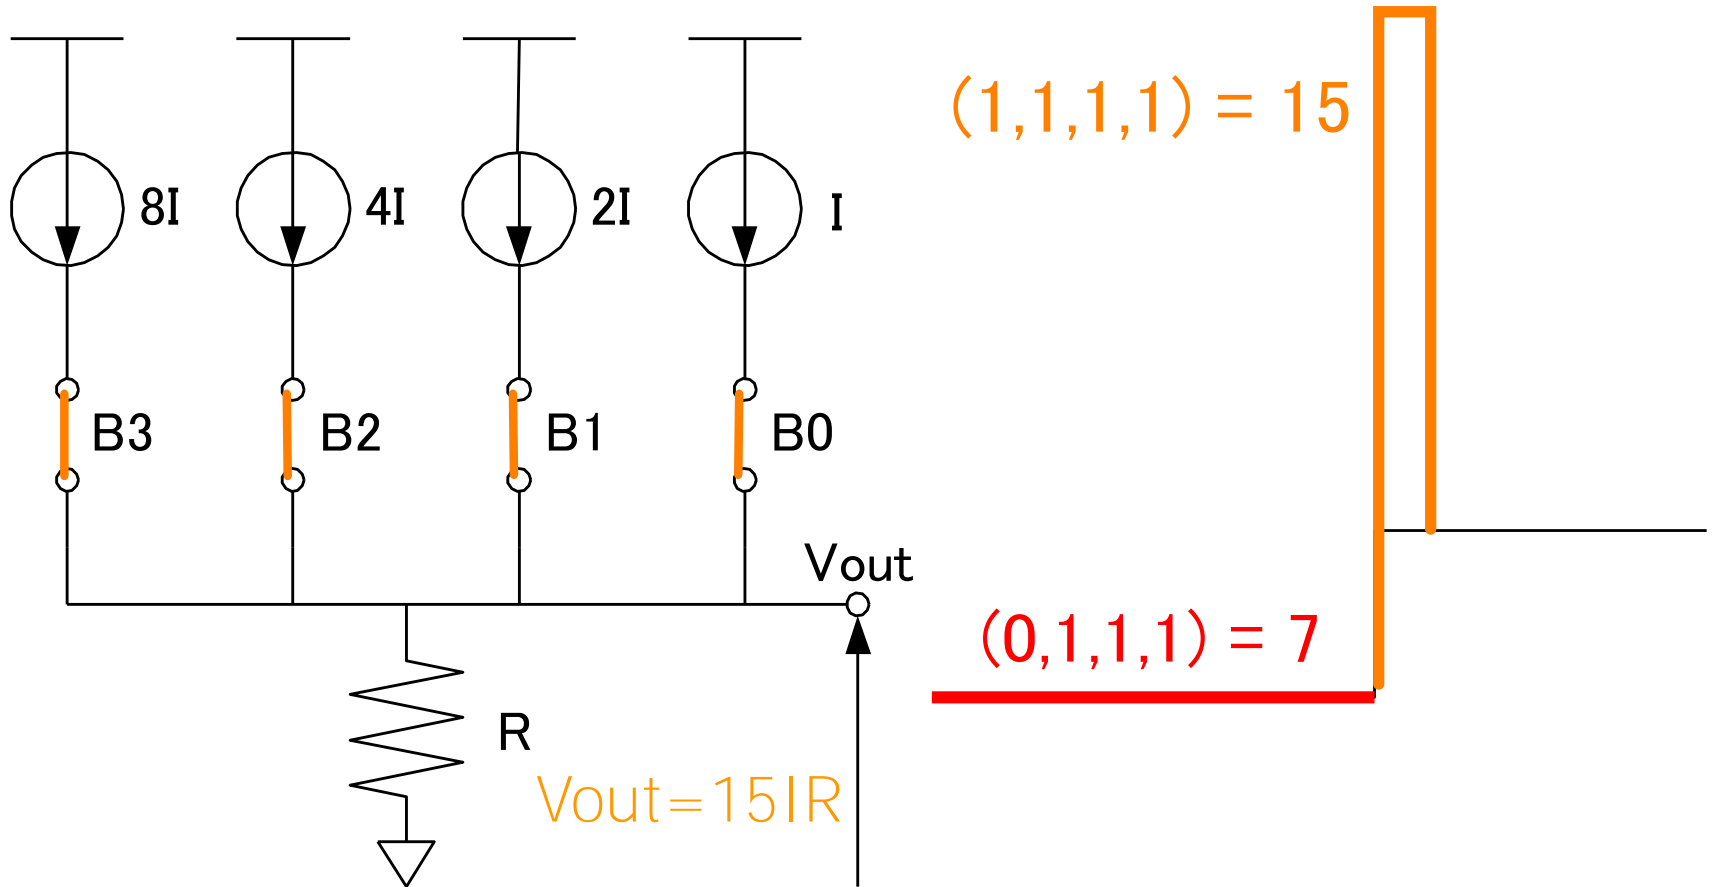 8I 4I 2I I
B3 B2 B1 B0
Vout
R
Vout=15IR
(1,1,1,1) = 15
(0,1,1,1) = 7